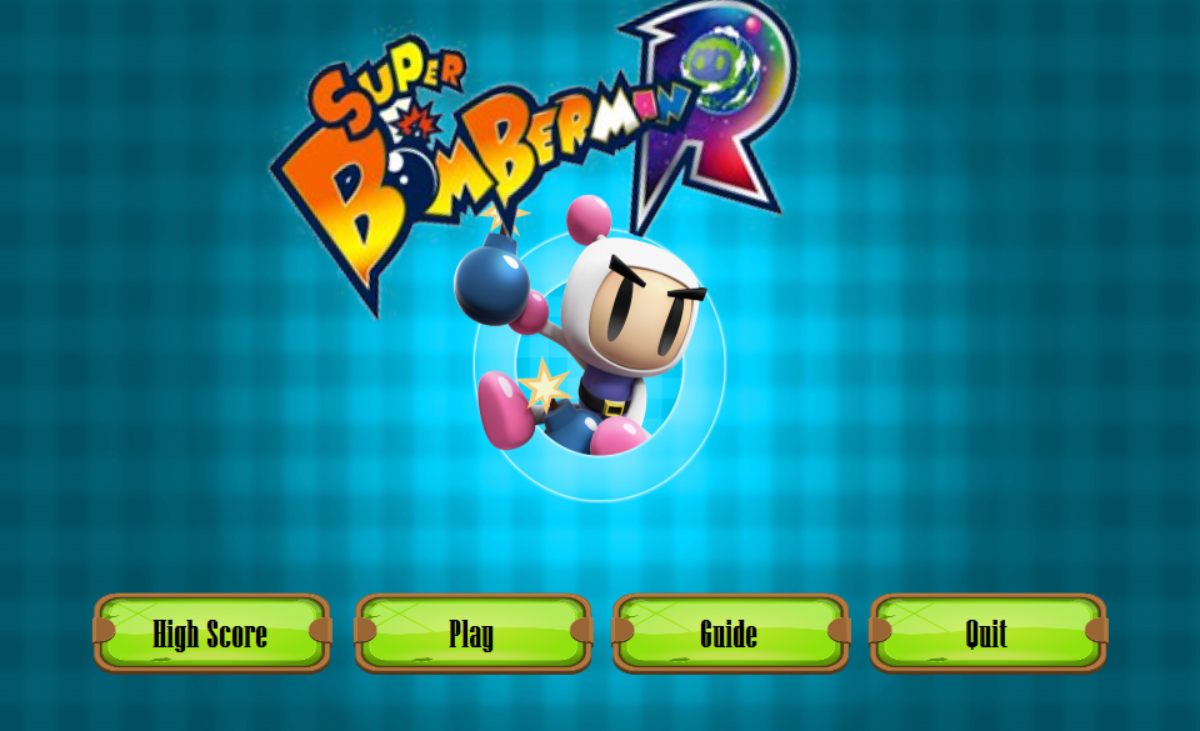 SUPER
BOMBERMAN R
High Score
Play
Guide
Quit